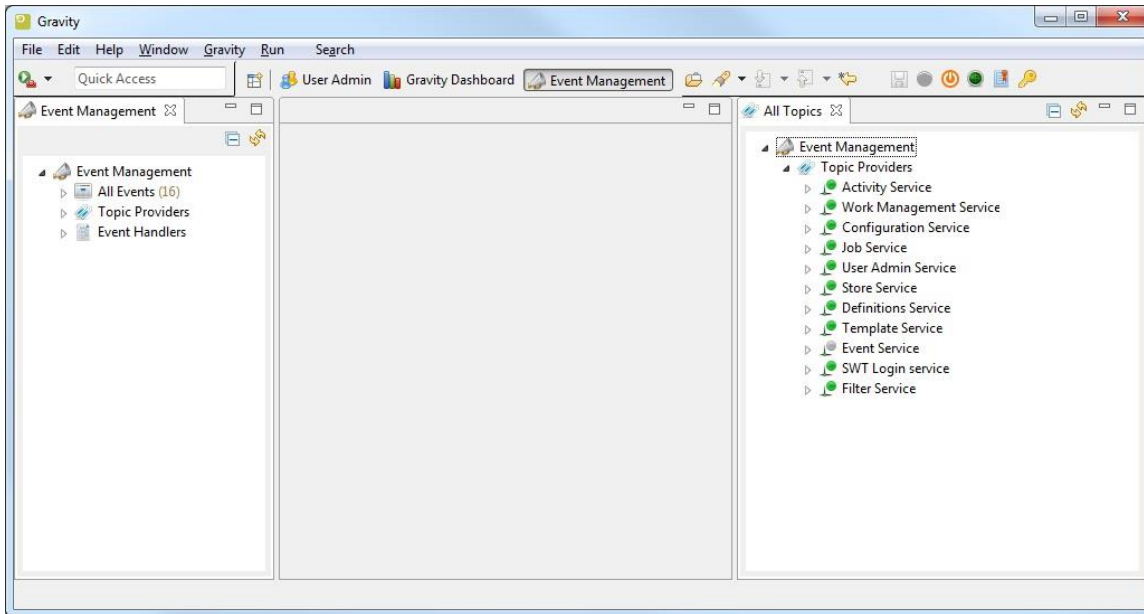 Gravity
File Edit Help Window Gravity Run Search
Quick Access User Admin Gravity Dashboard Event Management
Event Management
Event Management
All Events (16)
Topic Providers
Event Handlers
All Topics
Event Management
Topic Providers
Activity Service
Work Management Service
Configuration Service
Job Service
User Admin Service
Store Service
Definitions Service
Template Service
Event Service
SWT Login service
Filter Service